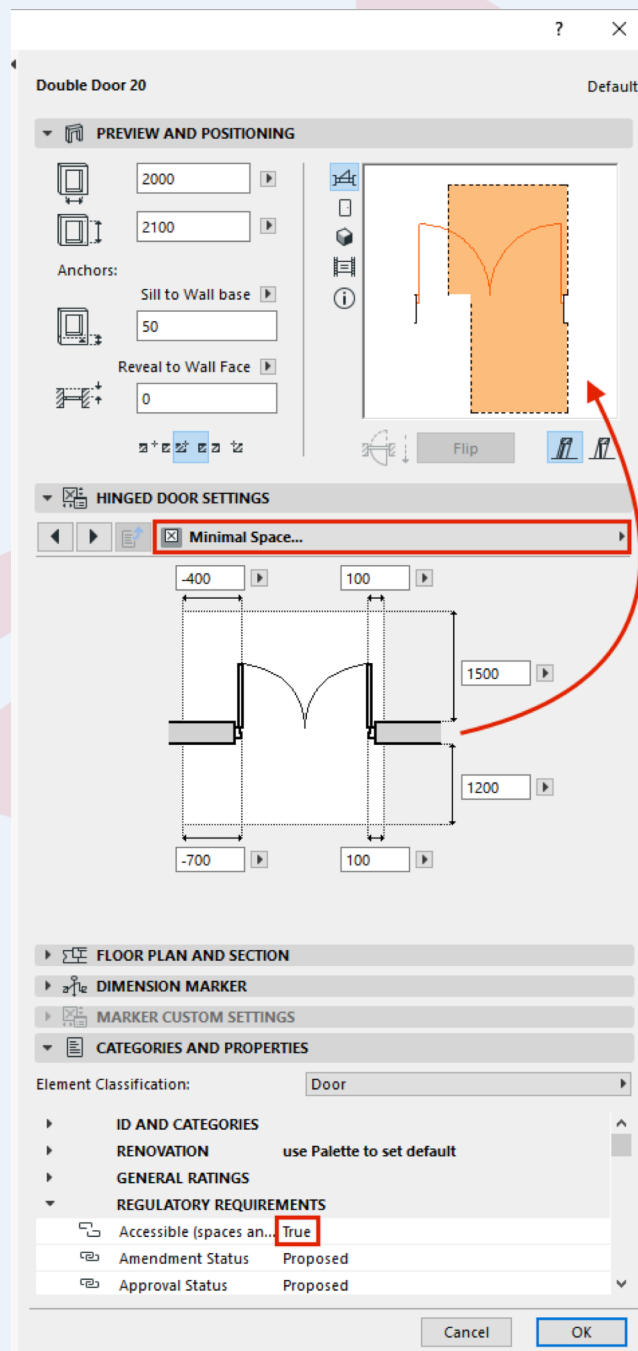 ?
Double Door 20 Default
PREVIEW AND POSITIONING
2000
2100
Anchors:
Sill to Wall base
50
Reveal to Wall Face
0
Flip
HINGED DOOR SETTINGS
Minimal Space...
-400 100
1500
1200
-700 100
FLOOR PLAN AND SECTION
DIMENSION MARKER
MARKER CUSTOM SETTINGS
CATEGORIES AND PROPERTIES
Element Classification: Door
ID AND CATEGORIES
RENOVATION use Palette to set default
GENERAL RATINGS
REGULATORY REQUIREMENTS
Accessible (spaces an... True
Amendment Status Proposed
Approval Status Proposed
Cancel OK